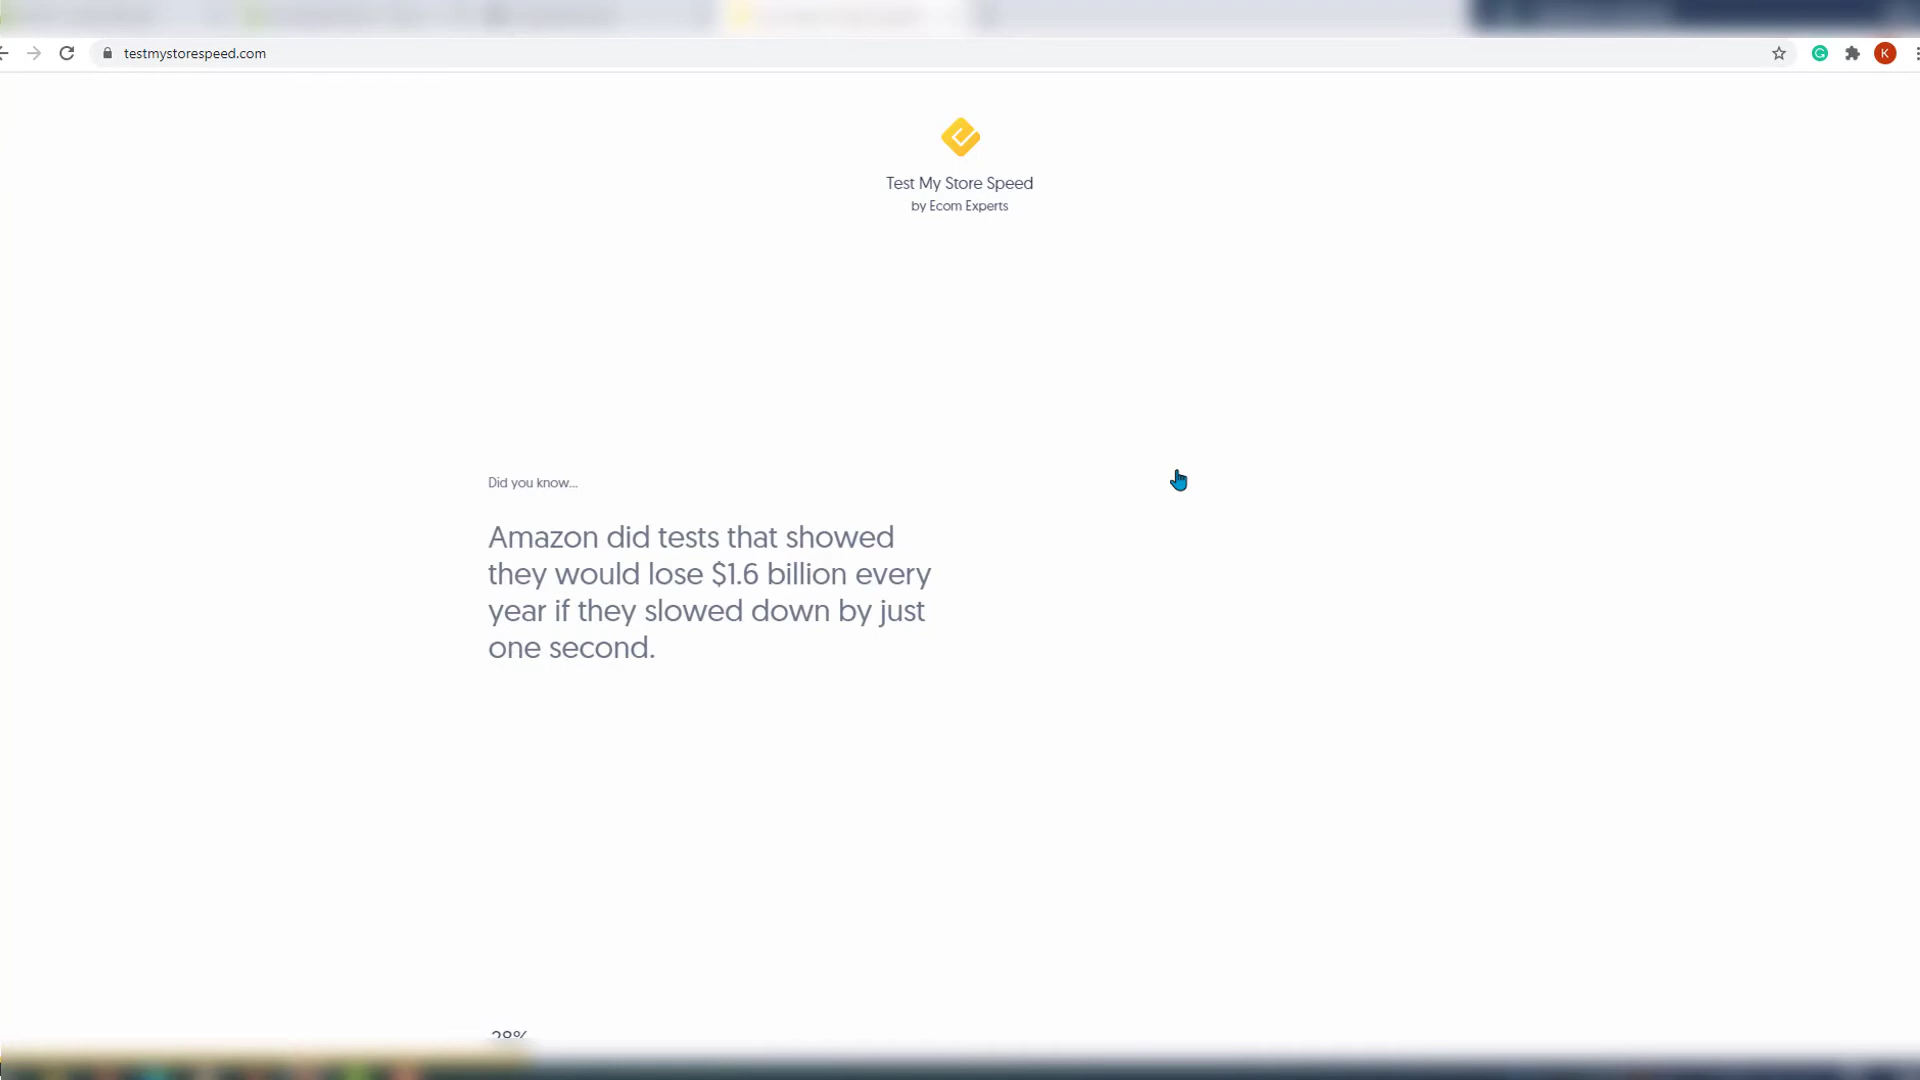 testmystorespeed.com
K
Test My Store Speed
by Ecom Experts
Did you know...
Amazon did tests that showed
they would lose $1.6 billion every
year if they slowed down by just
one second.
28%